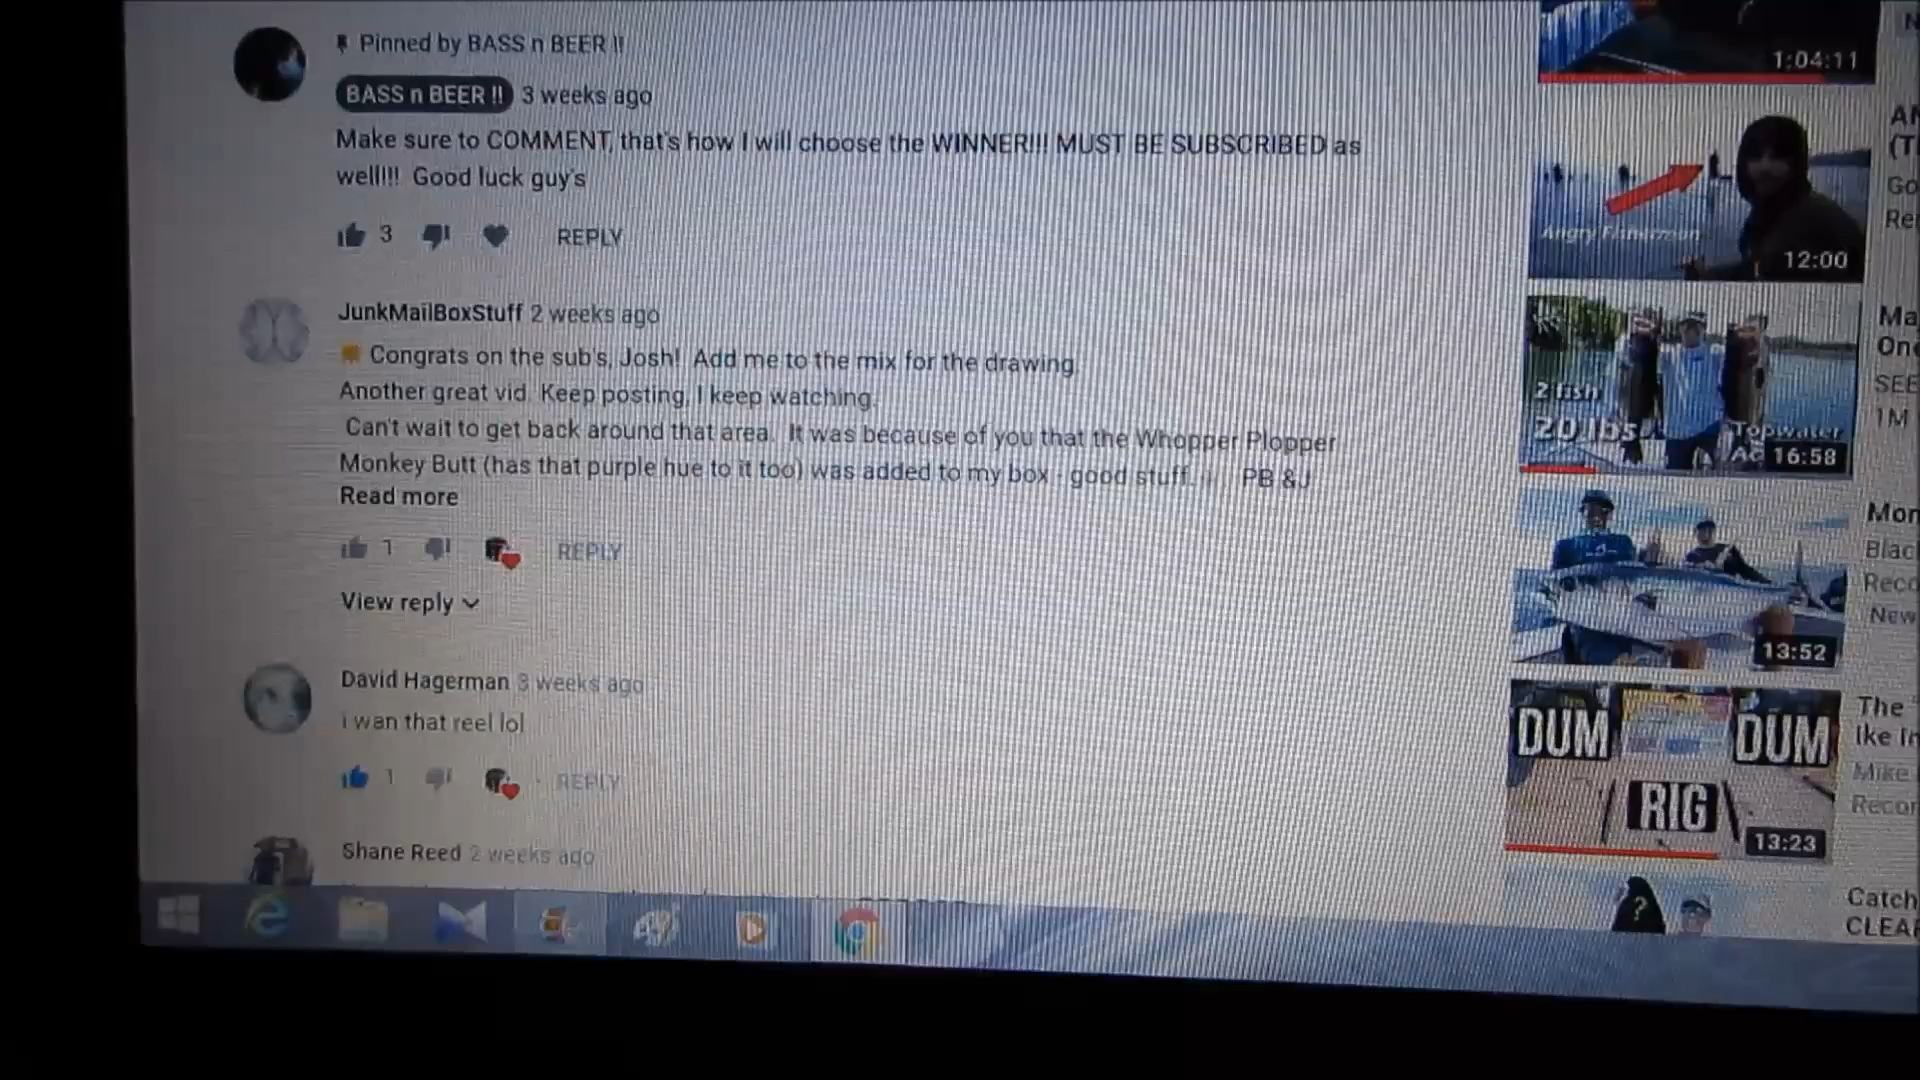 Pinned by BASS n BEER !!
BASS n BEER !! 3 weeks ago
Make sure to COMMENT, that's how I will choose the WINNER!!! MUST BE SUBSCRIBED as
well!!! Good luck guy's
3 REPLY
JunkMailBoxStuff 2 weeks ago
Congrats on the sub's, Josh! Add me to the mix for the drawing.
Another great vid. Keep posting, I keep watching.
Can't wait to get back around that area. It was because of you that the Whopper Plopper
Monkey Butt (has that purple hue to it too) was added to my box - good stuff. PB &J
Read more
1 REPLY
View reply
David Hagerman 3 weeks ago
i wan that reel lol
1 REPLY
Shane Reed 2 weeks ago
1:04:11
Angry Fisherman
12:00
2 fish
20 lbs
Topwater
16:58
SEE
1M
13:52
Mon
Blac
Reco
New
DUM DUM
RIG
13:23
The
Ike In
Mike
Recor
?
Catch
CLEAR